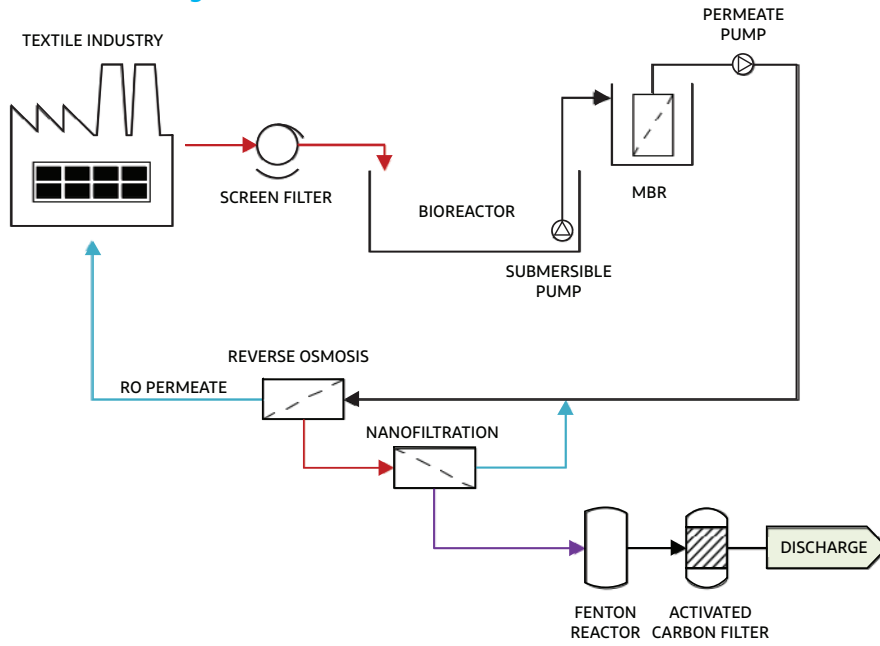 TEXTILE INDUSTRY
PERMEATE
PUMP
SCREEN FILTER
BIOREACTOR
MBR
SUBMERSIBLE
PUMP
REVERSE OSMOSIS
RO PERMEATE
NANOFILTRATION
DISCHARGE
FENTON
REACTOR
ACTIVATED
CARBON FILTER